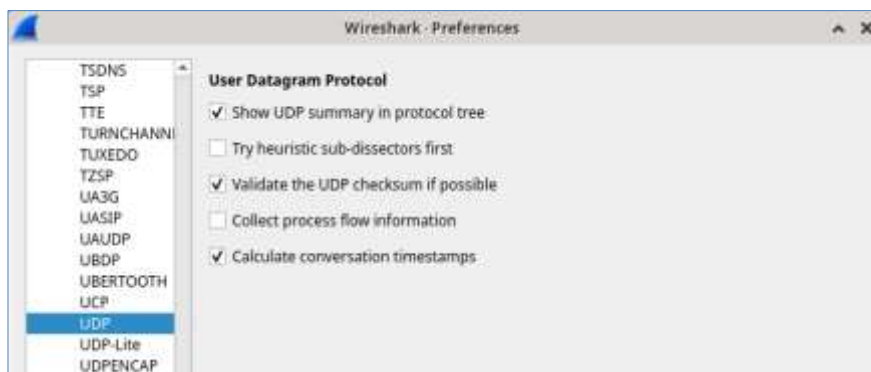 Wireshark · Preferences
TSDNS
TSP
TTE
TURNCHANNI
TUXEDO
TZSP
UA3G
UASIP
UAUDP
UBDP
UBERTOOTH
UCP
UDP
UDP-Lite
UDPENCAP
User Datagram Protocol
Show UDP summary in protocol tree
Try heuristic sub-dissectors first
Validate the UDP checksum if possible
Collect process flow information
Calculate conversation timestamps